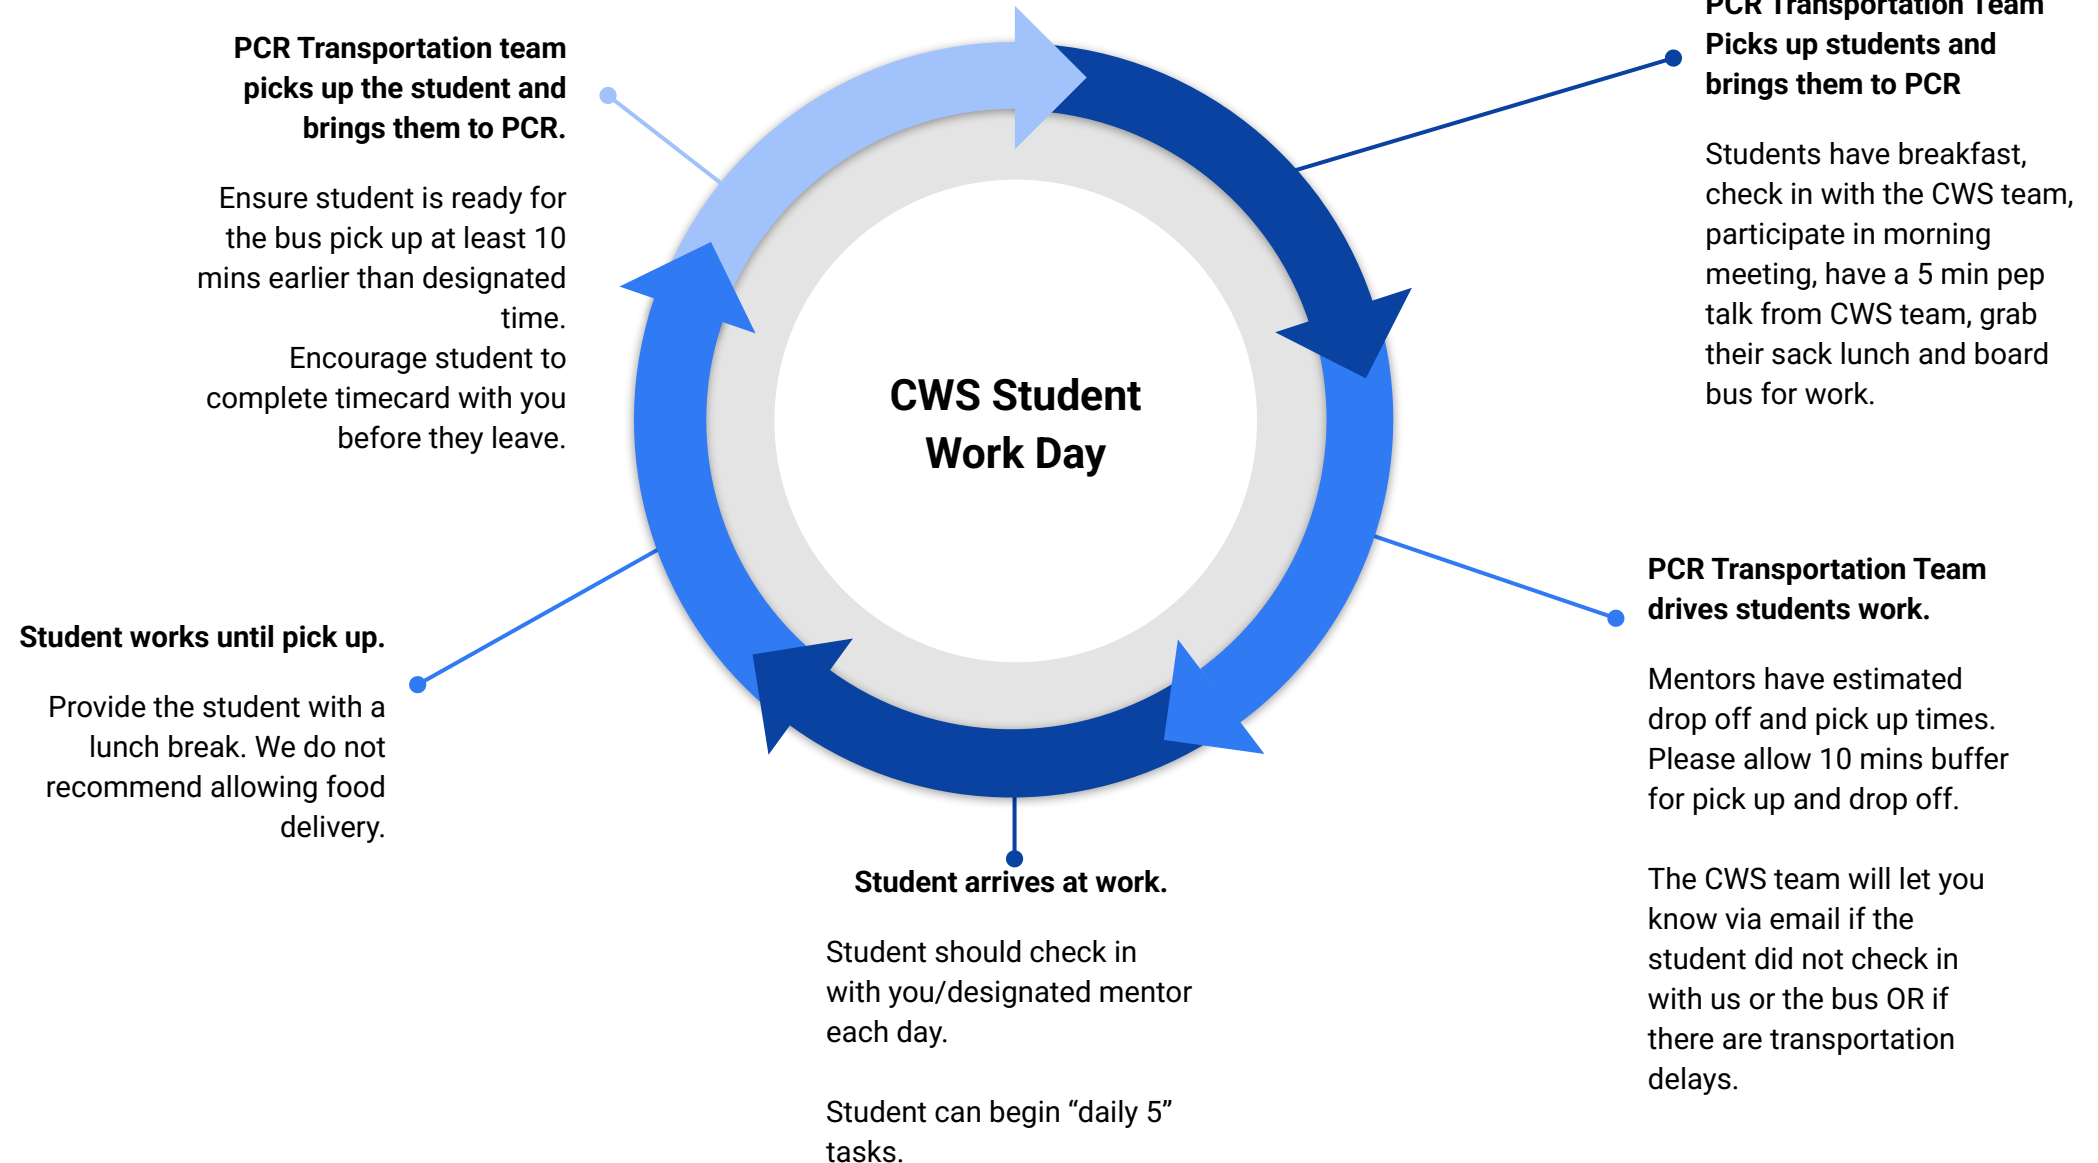 PCR Transportation Team
Picks up students and
brings them to PCR
Students have breakfast,
check in with the CWS team,
participate in morning
meeting, have a 5 min pep
talk from CWS team, grab
their sack lunch and board
bus for work.
PCR Transportation Team
drives students work.
Mentors have estimated
drop off and pick up times.
Please allow 10 mins buffer
for pick up and drop off.
The CWS team will let you
know via email if the
student did not check in
with us or the bus OR if
there are transportation
delays.
Student arrives at work.
Student should check in
with you/designated mentor
each day.
Student can begin “daily 5”
tasks.
Student works until pick up.
Provide the student with a
lunch break. We do not
recommend allowing food
delivery.
PCR Transportation team
picks up the student and
brings them to PCR.
Ensure student is ready for
the bus pick up at least 10
mins earlier than designated
time.
Encourage student to
complete timecard with you
before they leave.
CWS Student
Work Day